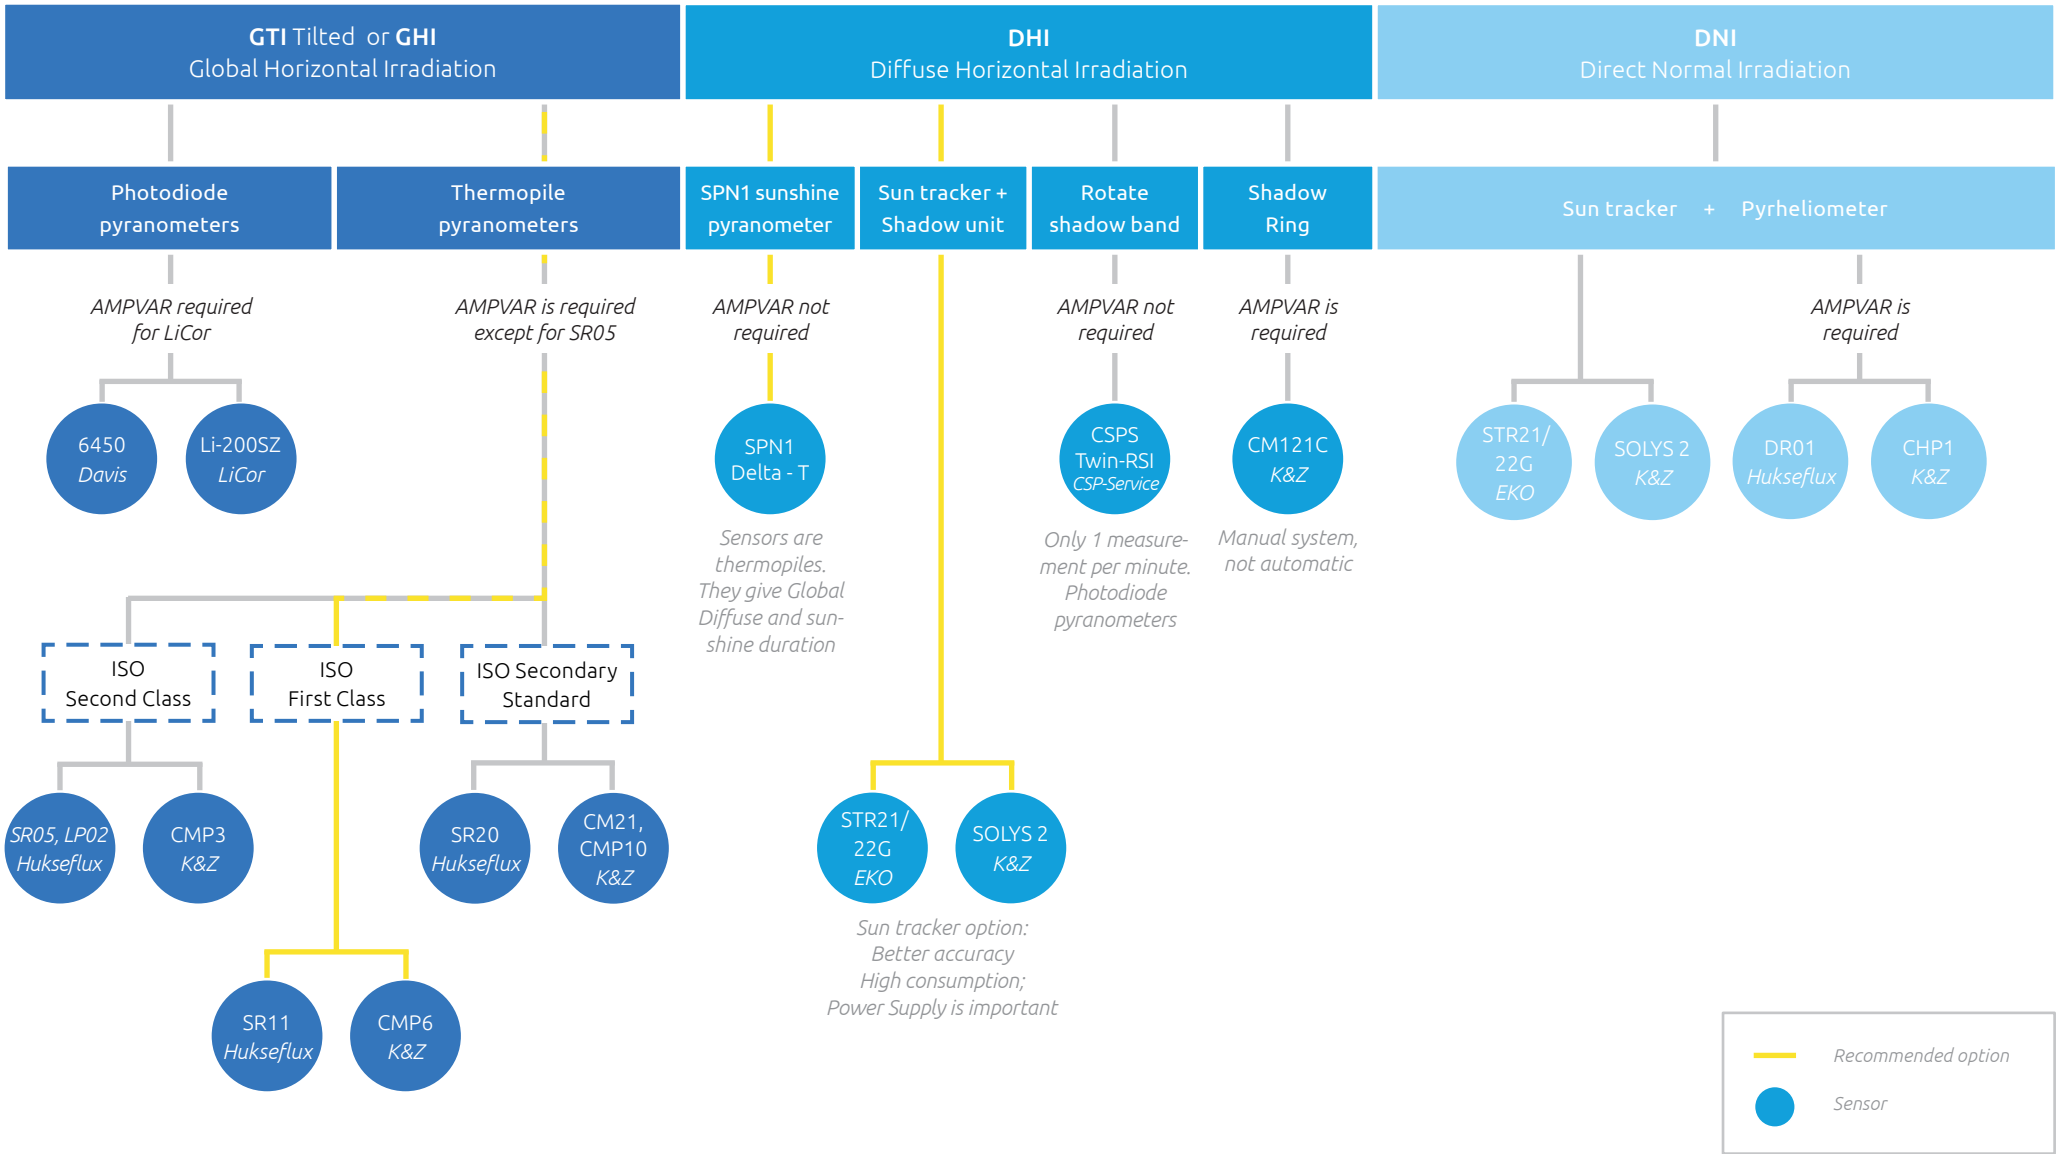 GTI Tilted or GHI
Global Horizontal Irradiation
DHI
Diffuse Horizontal Irradiation
DNI
Direct Normal Irradiation
Photodiode
pyranometers
Thermopile
pyranometers
SPN1 sunshine
pyranometer
Sun tracker +
Shadow unit
Rotate
shadow band
Shadow
Ring
Sun tracker + Pyrheliometer
AMPVAR required
for LiCor
AMPVAR is required
except for SR05
AMPVAR not
required
AMPVAR not
required
AMPVAR is
required
AMPVAR is
required
6450
Davis
Li-200SZ
LiCor
SPN1
Delta - T
CSPS
Twin-RSI
CSP-Service
CM121C
K&Z
STR21/
22G
EKO
SOLYS 2
K&Z
DR01
Hukseflux
CHP1
K&Z
Sensors are
thermopiles.
They give Global
Diffuse and sun-
shine duration
Only 1 measure-
ment per minute.
Photodiode
pyranometers
Manual system,
not automatic
ISO
Second Class
ISO
First Class
ISO Secondary
Standard
SR05, LP02
Hukseflux
CMP3
K&Z
SR20
Hukseflux
CM21,
CMP10
K&Z
STR21/
22G
EKO
SOLYS 2
K&Z
Sun tracker option:
Better accuracy
High consumption;
Power Supply is important
SR11
Hukseflux
CMP6
K&Z
Recommended option
Sensor